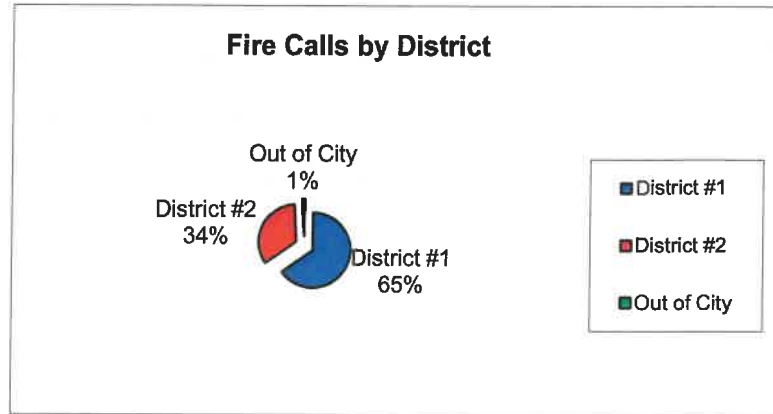 Fire Calls by District
Out of City
1%
District #2
34%
District #1
65%
District #1
District #2
Out of City